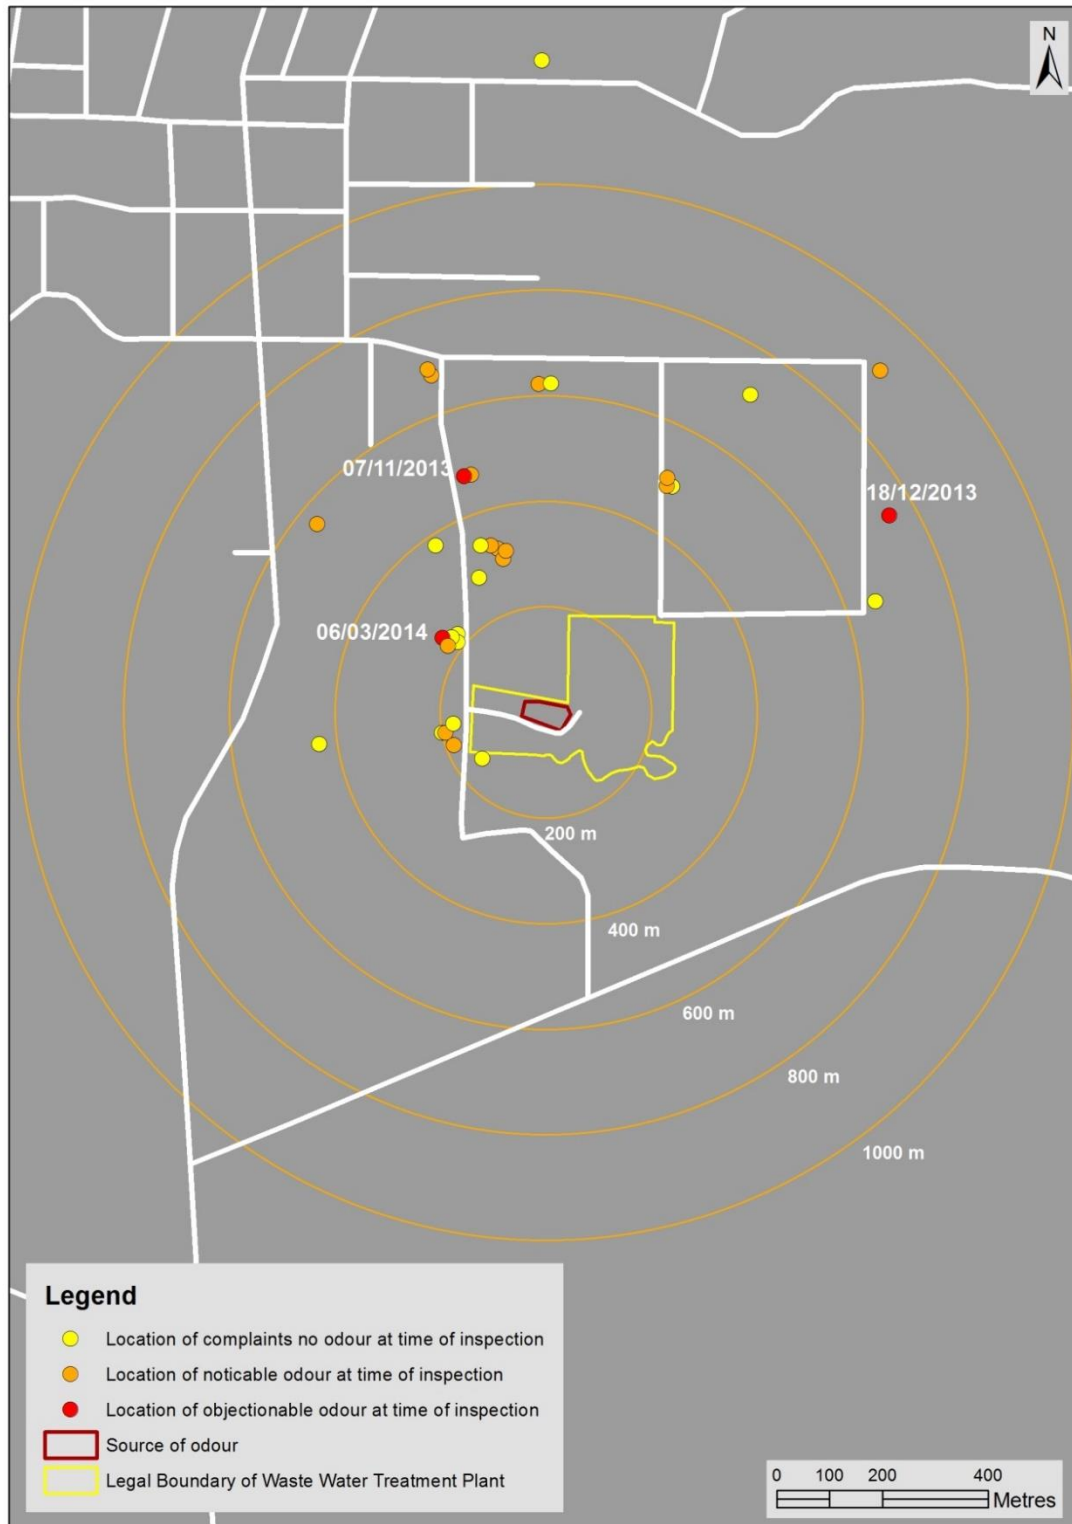 N
07/11/2013
18/12/2013
06/03/2014
200 m
400 m
600 m
800 m
1000 m
Legend
Location of complaints no odour at time of inspection
Location of noticable odour at time of inspection
Location of objectionable odour at time of inspection
Source of odour
Legal Boundary of Waste Water Treatment Plant
0 100 200 400
Metres